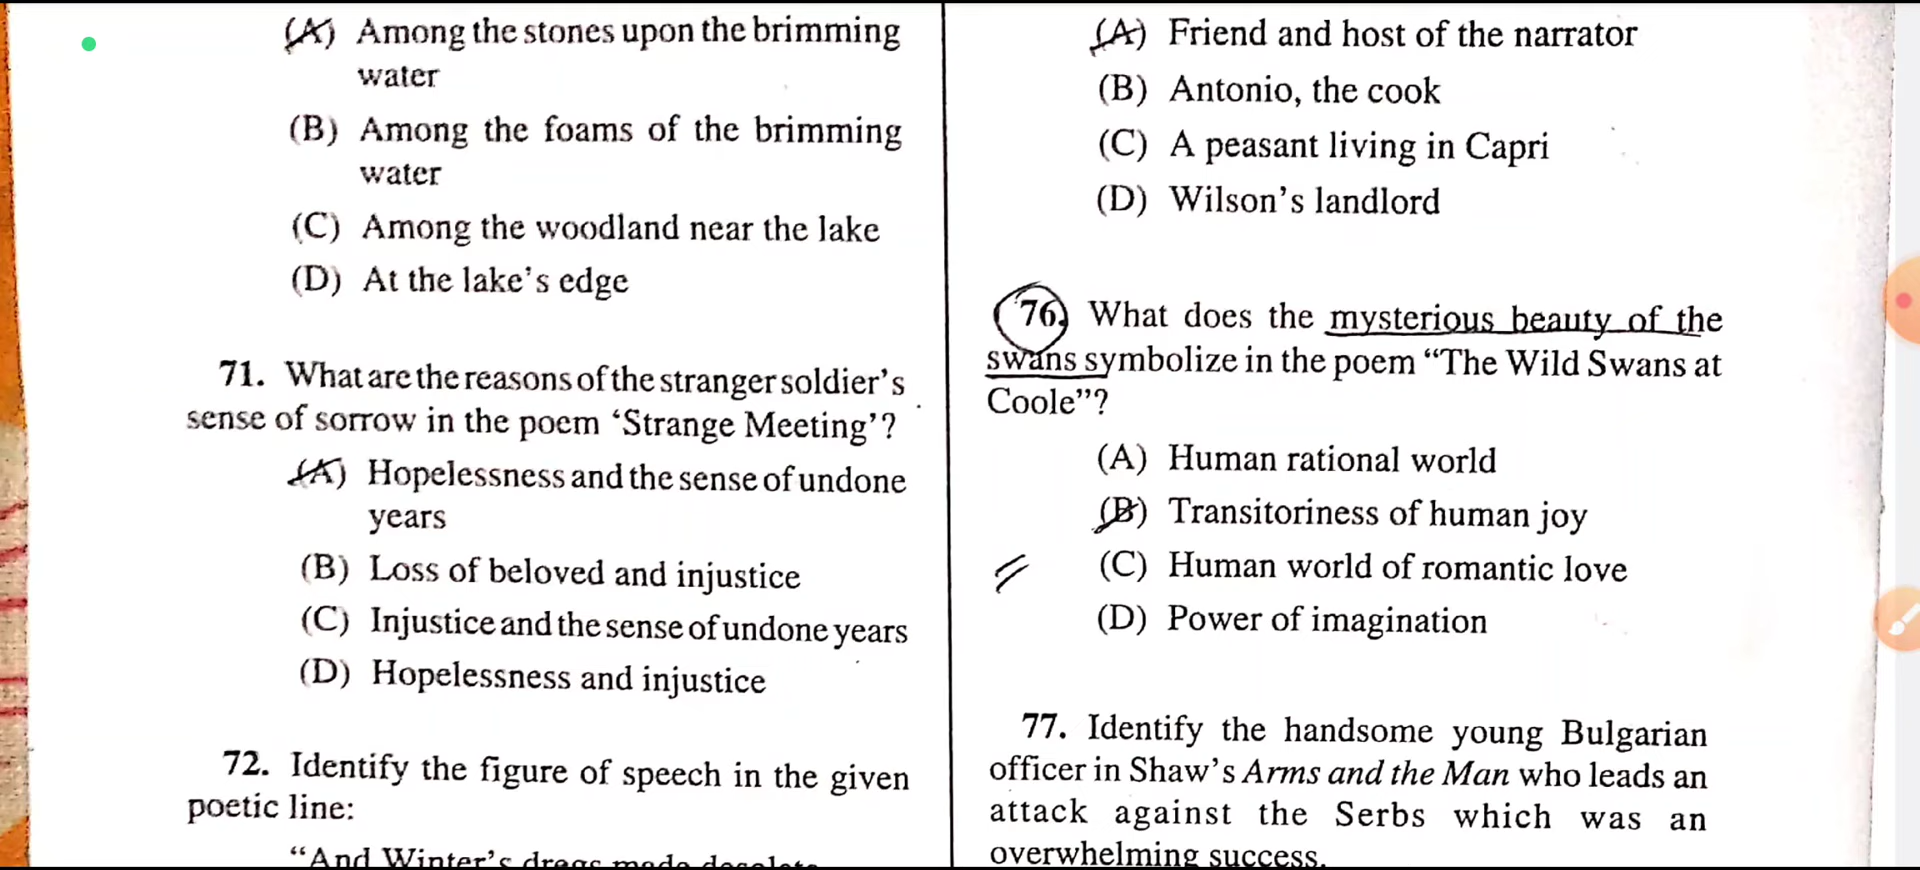 (A) Among the stones upon the brimming
water
(B) Among the foams of the brimming
water
(C) Among the woodland near the lake
(D) At the lake's edge
71. What are the reasons of the stranger soldier's
sense of sorrow in the poem 'Strange Meeting'?
(A) Hopelessness and the sense of undone
years
(B) Loss of beloved and injustice
(C) Injustice and the sense of undone years
(D) Hopelessness and injustice
72. Identify the figure of speech in the given
poetic line:
"And Winter's dregs made desolate
(A) Friend and host of the narrator
(B) Antonio, the cook
(C) A peasant living in Capri
(D) Wilson's landlord
76. What does the mysterious beauty of the
swans symbolize in the poem "The Wild Swans at
Coole"?
(A) Human rational world
(B) Transitoriness of human joy
(C) Human world of romantic love
(D) Power of imagination
77. Identify the handsome young Bulgarian
officer in Shaw's Arms and the Man who leads an
attack against the Serbs which was an
overwhelming success.